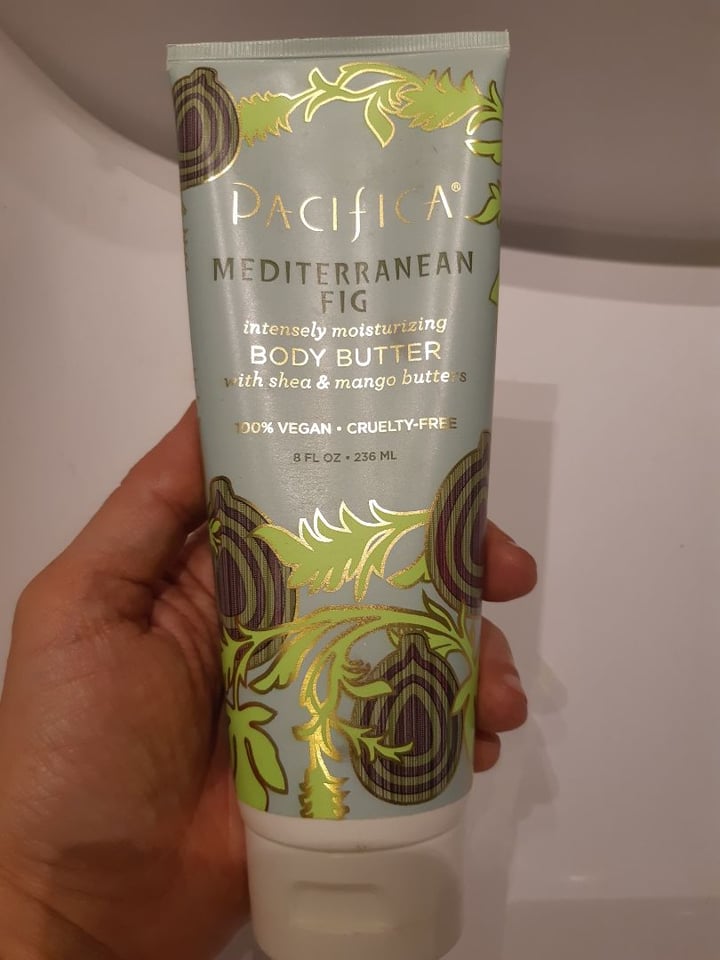 PACIFICA®
MEDITERRANEAN
FIG
intensely moisturizing
BODY BUTTER
with shea & mango butters
100% VEGAN • CRUELTY-FREE
8 FL OZ • 236 ML